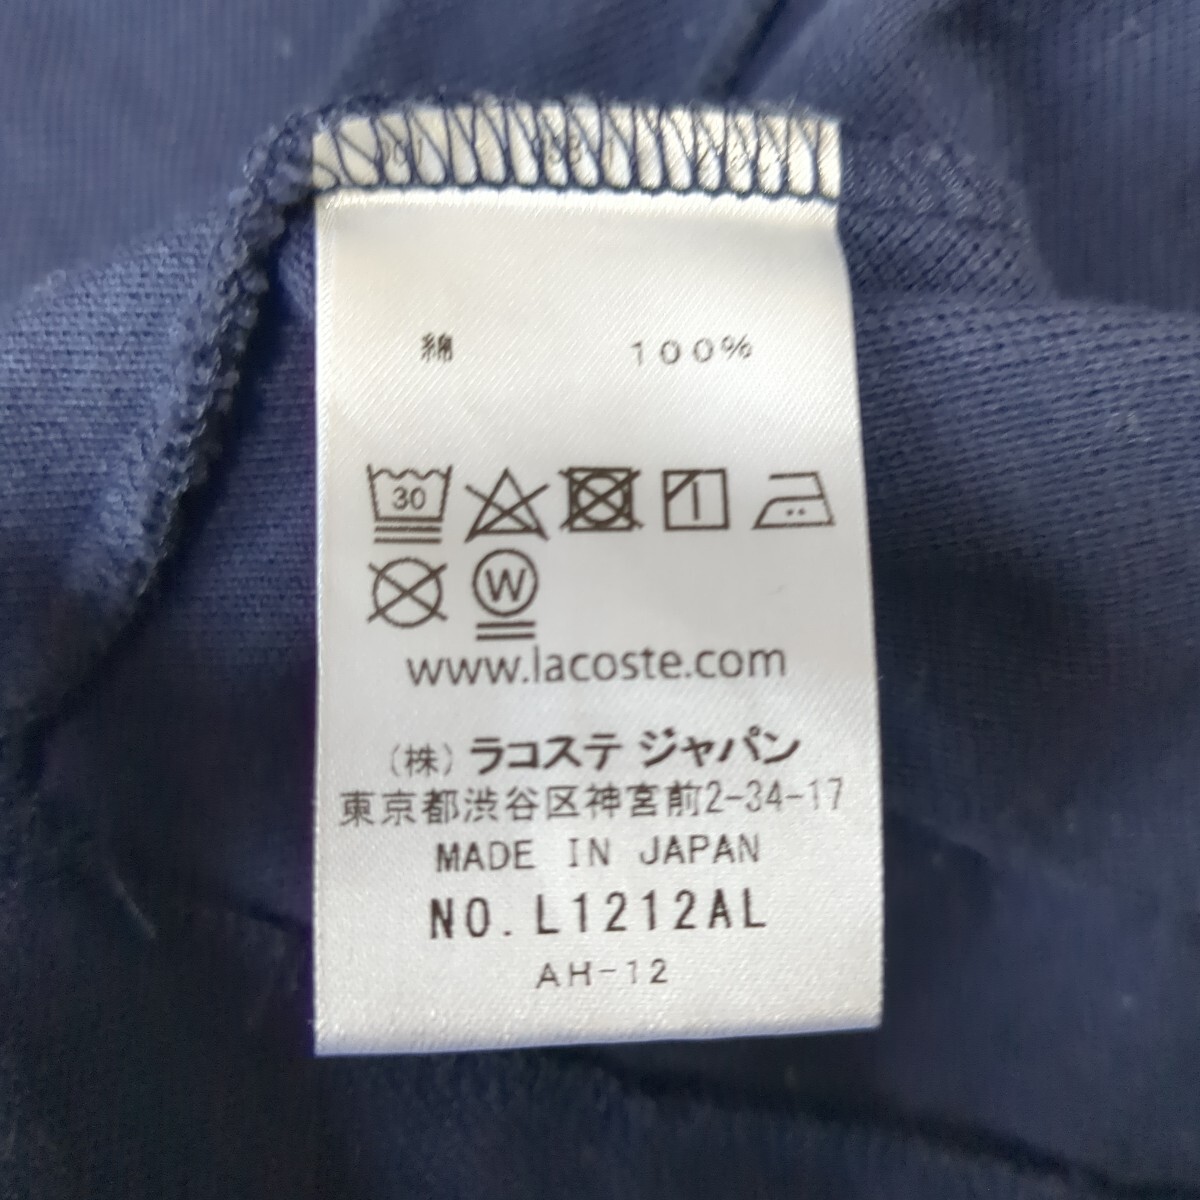 綿 100%
30
W
www.lacoste.com
(株) ラコステ ジャパン
東京都渋谷区神宮前2-34-17
MADE IN JAPAN
NO. L1212AL
AH-12